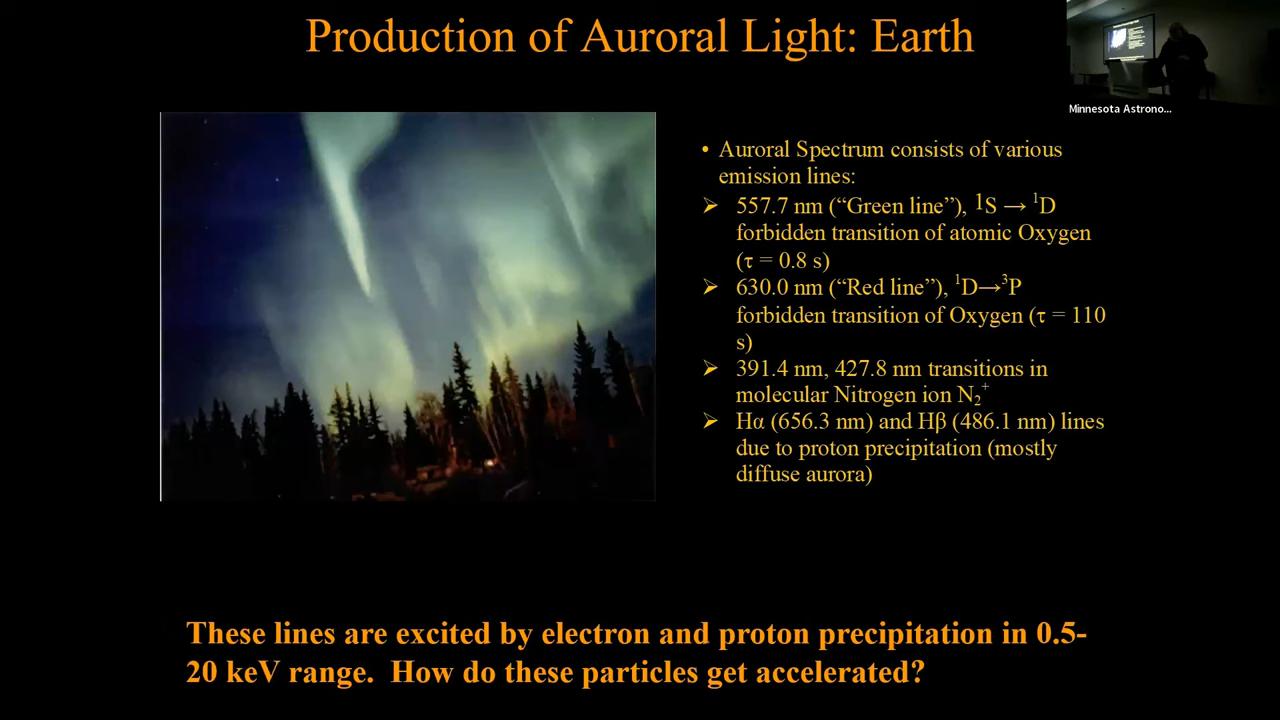 Production of Auroral Light: Earth
Minnesota Astrono...
• Auroral Spectrum consists of various
emission lines:
➢ 557.7 nm (“Green line”), ¹S → ¹D
forbidden transition of atomic Oxygen
(τ = 0.8 s)
➢ 630.0 nm (“Red line”), ¹D→³P
forbidden transition of Oxygen (τ = 110
s)
➢ 391.4 nm, 427.8 nm transitions in
molecular Nitrogen ion N₂⁺
➢ Hα (656.3 nm) and Hβ (486.1 nm) lines
due to proton precipitation (mostly
diffuse aurora)
These lines are excited by electron and proton precipitation in 0.5-
20 keV range.  How do these particles get accelerated?